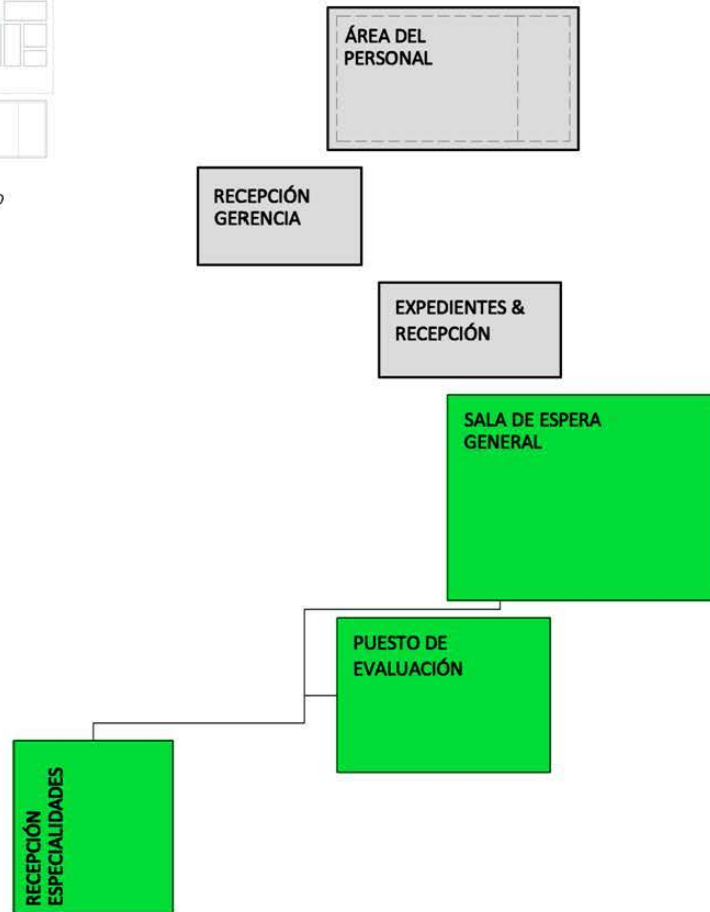 ÁREA DEL
PERSONAL
RECEPCIÓN
GERENCIA
EXPEDIENTES &
RECEPCIÓN
SALA DE ESPERA
GENERAL
PUESTO DE
EVALUACIÓN
RECEPCIÓN
ESPECIALIDADES